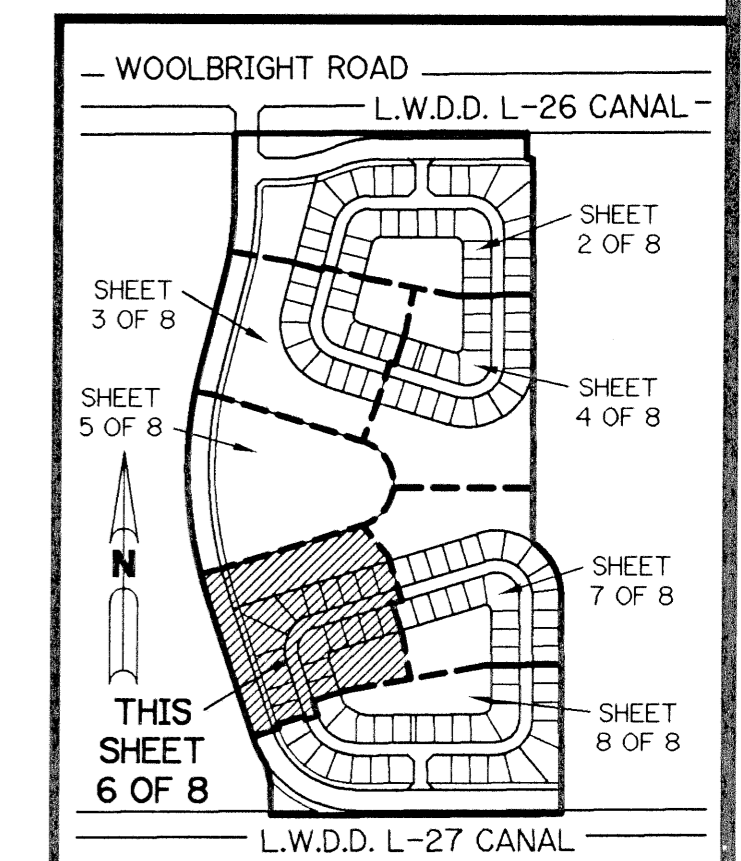 WOOLBRIGHT ROAD
L.W.D.D. L-26 CANAL
SHEET
2 OF 8
SHEET
3 OF 8
SHEET
4 OF 8
SHEET
5 OF 8
N
SHEET
7 OF 8
THIS
SHEET
6 OF 8
SHEET
8 OF 8
L.W.D.D. L-27 CANAL